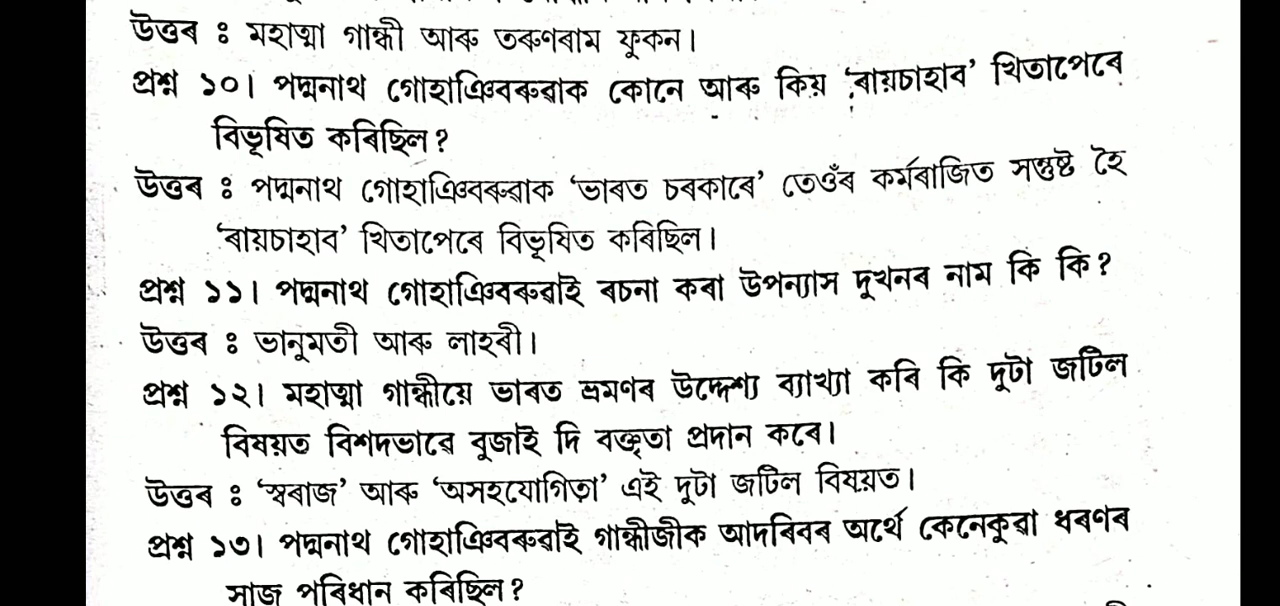 উত্তৰ ঃ মহাত্মা গান্ধী আৰু তৰুণৰাম ফুকন।
প্ৰশ্ন ১০। পদ্মনাথ গোহাঞিবৰুৱাক কোনে আৰু কিয় ‘ৰায়চাহাব’ খিতাপেৰে
বিভূষিত কৰিছিল?
উত্তৰ ঃ পদ্মনাথ গোহাঞিবৰুৱাক ‘ভাৰত চৰকাৰে’ তেওঁৰ কৰ্মৰাজিত সন্তুষ্ট হৈ
‘ৰায়চাহাব’ খিতাপেৰে বিভূষিত কৰিছিল।
প্ৰশ্ন ১১। পদ্মনাথ গোহাঞিবৰুৱাই ৰচনা কৰা উপন্যাস দুখনৰ নাম কি কি?
উত্তৰ ঃ ভানুমতী আৰু লাহৰী।
প্ৰশ্ন ১২। মহাত্মা গান্ধীয়ে ভাৰত ভ্ৰমণৰ উদ্দেশ্য ব্যাখ্যা কৰি কি দুটা জটিল
বিষয়ত বিশদভাৱে বুজাই দি বক্তৃতা প্ৰদান কৰে।
উত্তৰ ঃ ‘স্বৰাজ’ আৰু ‘অসহযোগিতা’ এই দুটা জটিল বিষয়ত।
প্ৰশ্ন ১৩। পদ্মনাথ গোহাঞিবৰুৱাই গান্ধীজীক আদৰিবৰ অৰ্থে কেনেকুৱা ধৰণৰ
সাজ পৰিধান কৰিছিল?